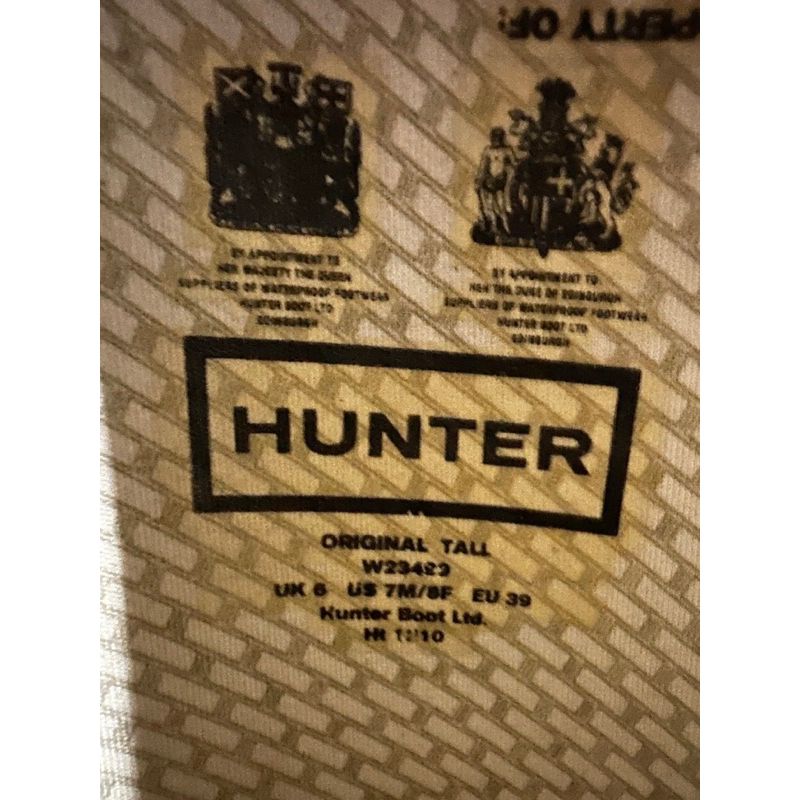 PERTY OF:
BY APPOINTMENT TO
HER MAJESTY THE QUEEN
SUPPLIERS OF WATERPROOF FOOTWEAR
HUNTER BOOT LTD
EDINBURGH
BY APPOINTMENT TO
HRH THE DUKE OF EDINBURGH
SUPPLIERS OF WATERPROOF FOOTWEAR
HUNTER BOOT LTD
EDINBURGH
HUNTER
ORIGINAL TALL
W23499
UK 6 US 7M/8F EU 39
Hunter Boot Ltd.